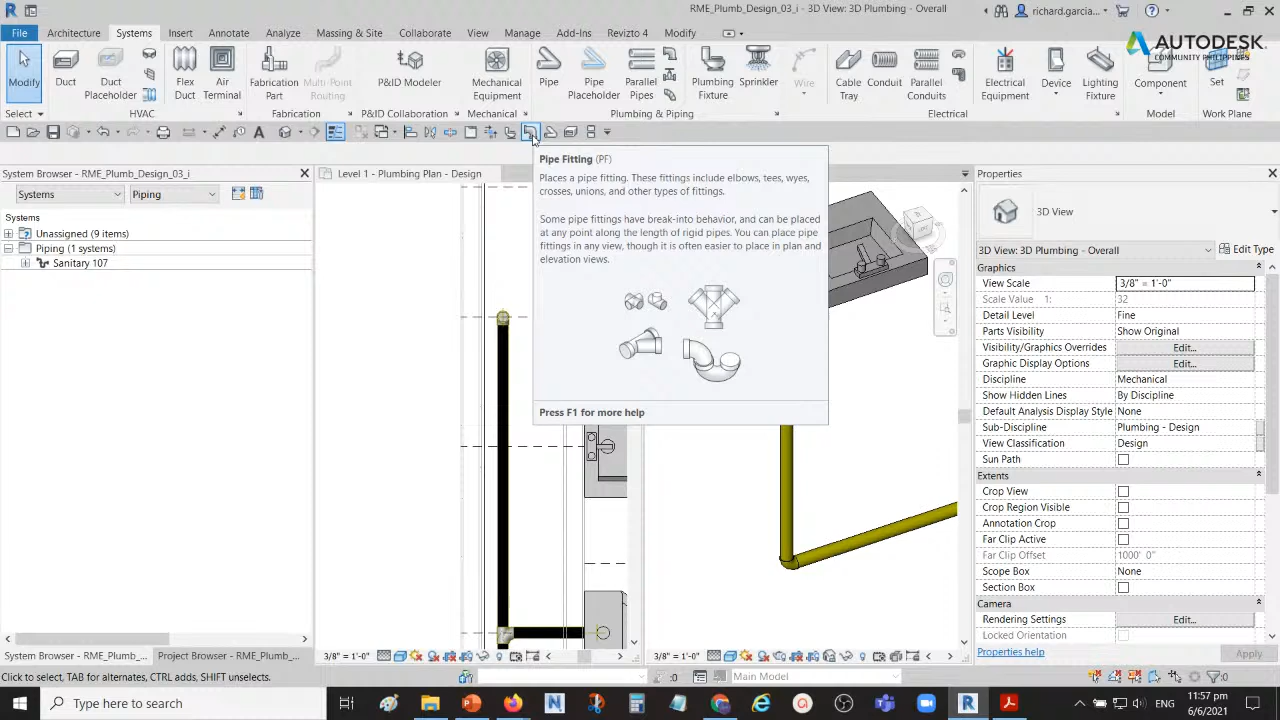 RME_Plumb_Design_03_i - 3D View: 3D Plumbing - Overall
richard.garcia...
File Architecture Structure Steel Precast Systems Insert Annotate Analyze Massing & Site Collaborate View Manage Add-Ins Revizto 4 Modify
AUTODESK
COMMUNITY PHILIPPINES
Modify
Duct
Duct
Placeholder
Flex
Duct
Air
Terminal
Fabrication
Part
Multi-Point
Routing
P&ID Modeler
Mechanical
Equipment
Pipe
Pipe
Placeholder
Parallel
Pipes
Plumbing
Fixture
Sprinkler
Wire
Cable
Tray
Conduit
Parallel
Conduits
Electrical
Equipment
Device
Lighting
Fixture
Component
Set
Select HVAC Fabrication P&ID Collaboration Mechanical Plumbing & Piping Electrical Model Work Plane
System Browser - RME_Plumb_Design_03_i
Systems Piping
Systems
Unassigned (9 items)
Piping (1 systems)
Sanitary 107
Level 1 - Plumbing Plan - Design
Pipe Fitting (PF)
Places a pipe fitting. These fittings include elbows, tees, wyes,
crosses, unions, and other types of fittings.
Some pipe fittings have break-into behavior, and can be placed
at any point along the length of rigid pipes. You can place pipe
fittings in any view, though it is often easier to place in plan and
elevation views.
Press F1 for more help
Properties
3D View
3D View: 3D Plumbing - Overall Edit Type
Graphics
View Scale 3/8" = 1'-0"
Scale Value 1: 32
Detail Level Fine
Parts Visibility Show Original
Visibility/Graphics Overrides Edit...
Graphic Display Options Edit...
Discipline Mechanical
Show Hidden Lines By Discipline
Default Analysis Display Style None
Sub-Discipline Plumbing - Design
View Classification Design
Sun Path
Extents
Crop View
Crop Region Visible
Annotation Crop
Far Clip Active
Far Clip Offset 1000' 0"
Scope Box None
Section Box
Camera
Rendering Settings Edit...
Locked Orientation
Properties help Apply
System Browser - RME_Plumb_... Project Browser - RME_Plumb_...
3/8" = 1'-0"
3/8" = 1'-0"
to select, TAB for alternates, CTRL adds, SHIFT unselects.
:0
Main Model
:0
Type here to search
ENG
11:57 pm
6/6/2021